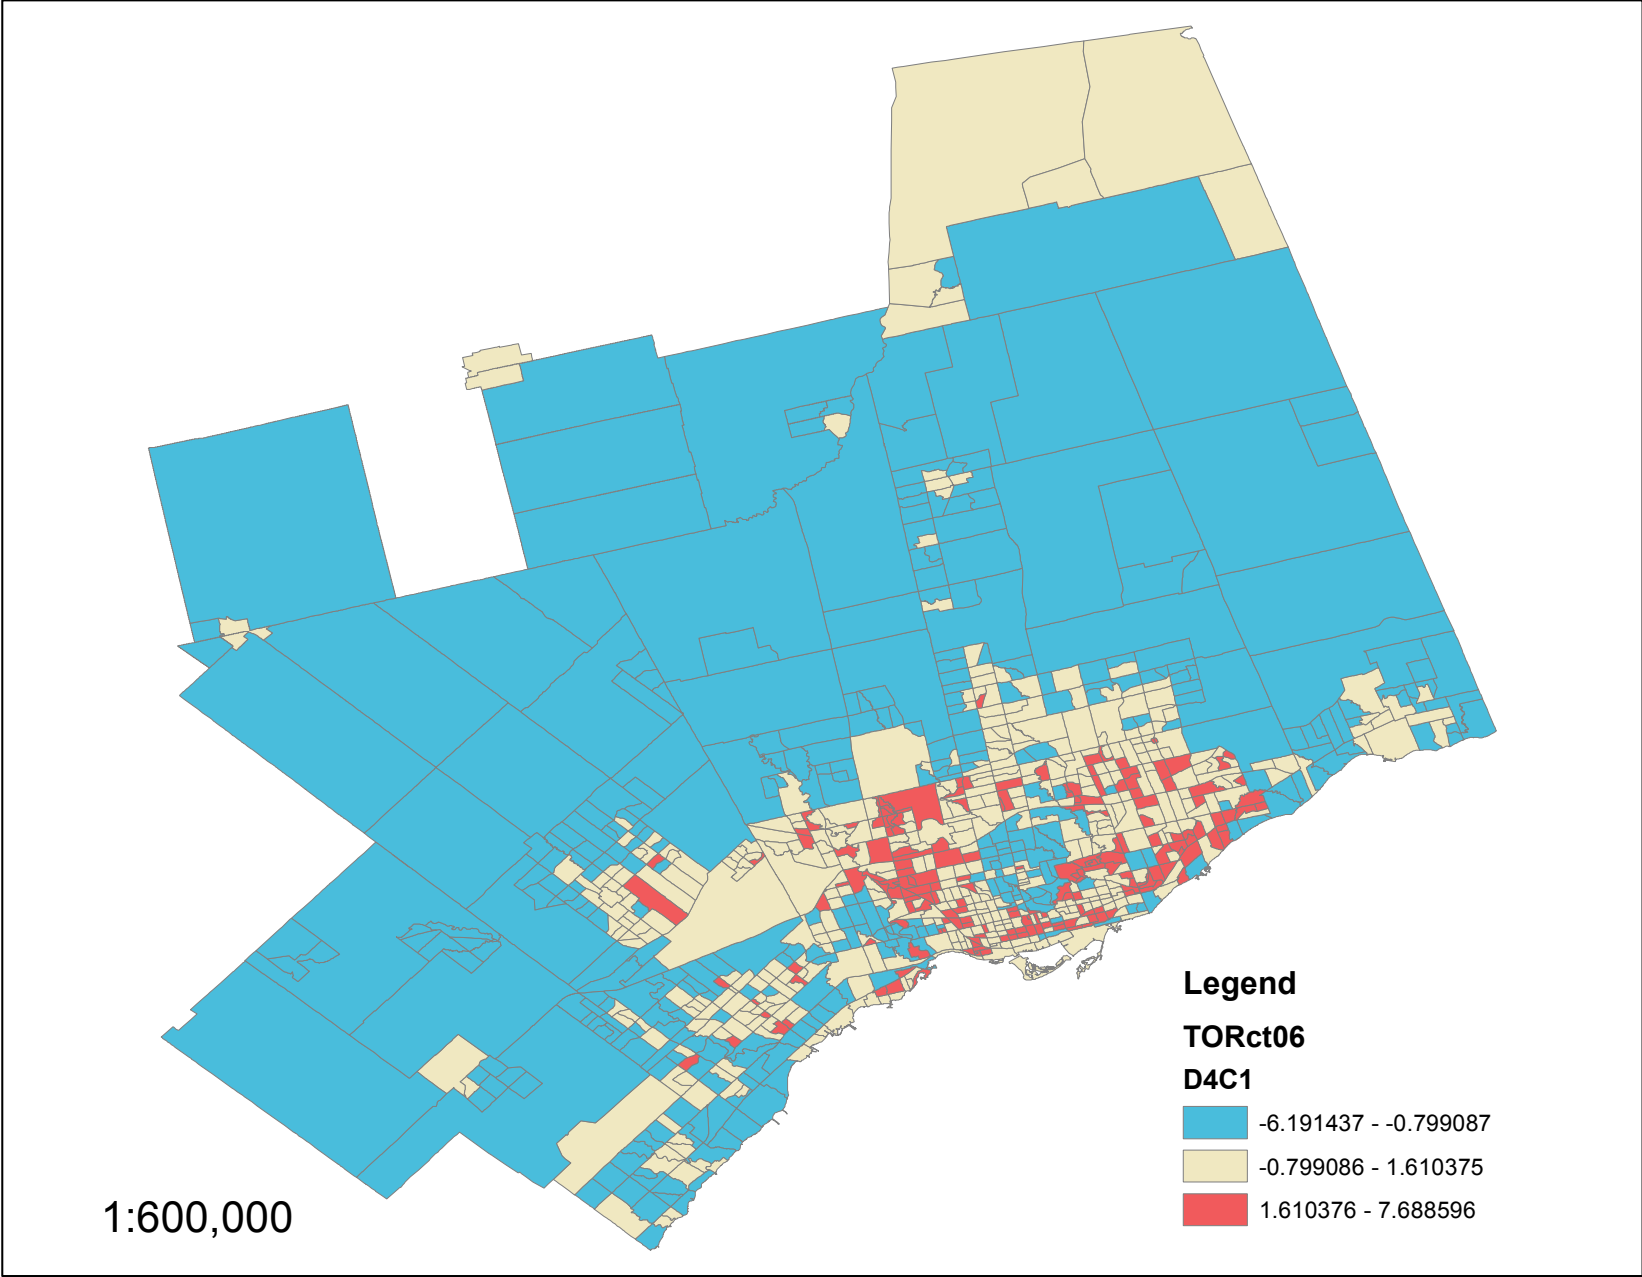 Legend
TORct06
D4C1
-6.191437 - -0.799087
-0.799086 - 1.610375
1.610376 - 7.688596
1:600,000